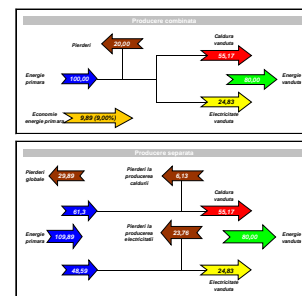 Producere combinata
Pierderi
20,00
Caldura
vanduta
55,17
Energie
primara
100,00
80,00
Energie
vanduta
24,83
Electricitate
vanduta
Economie
energie primara
9,89 (9,00%)
Producere separata
Pierderi
globale
29,89
Pierderi la
producerea
caldurii
6,13
Caldura
vanduta
61,3
55,17
Energie
primara
109,89
Pierderi la
producerea
electricitatii
23,76
80,00
Energie
vanduta
48,59
24,83
Electricitate
vanduta